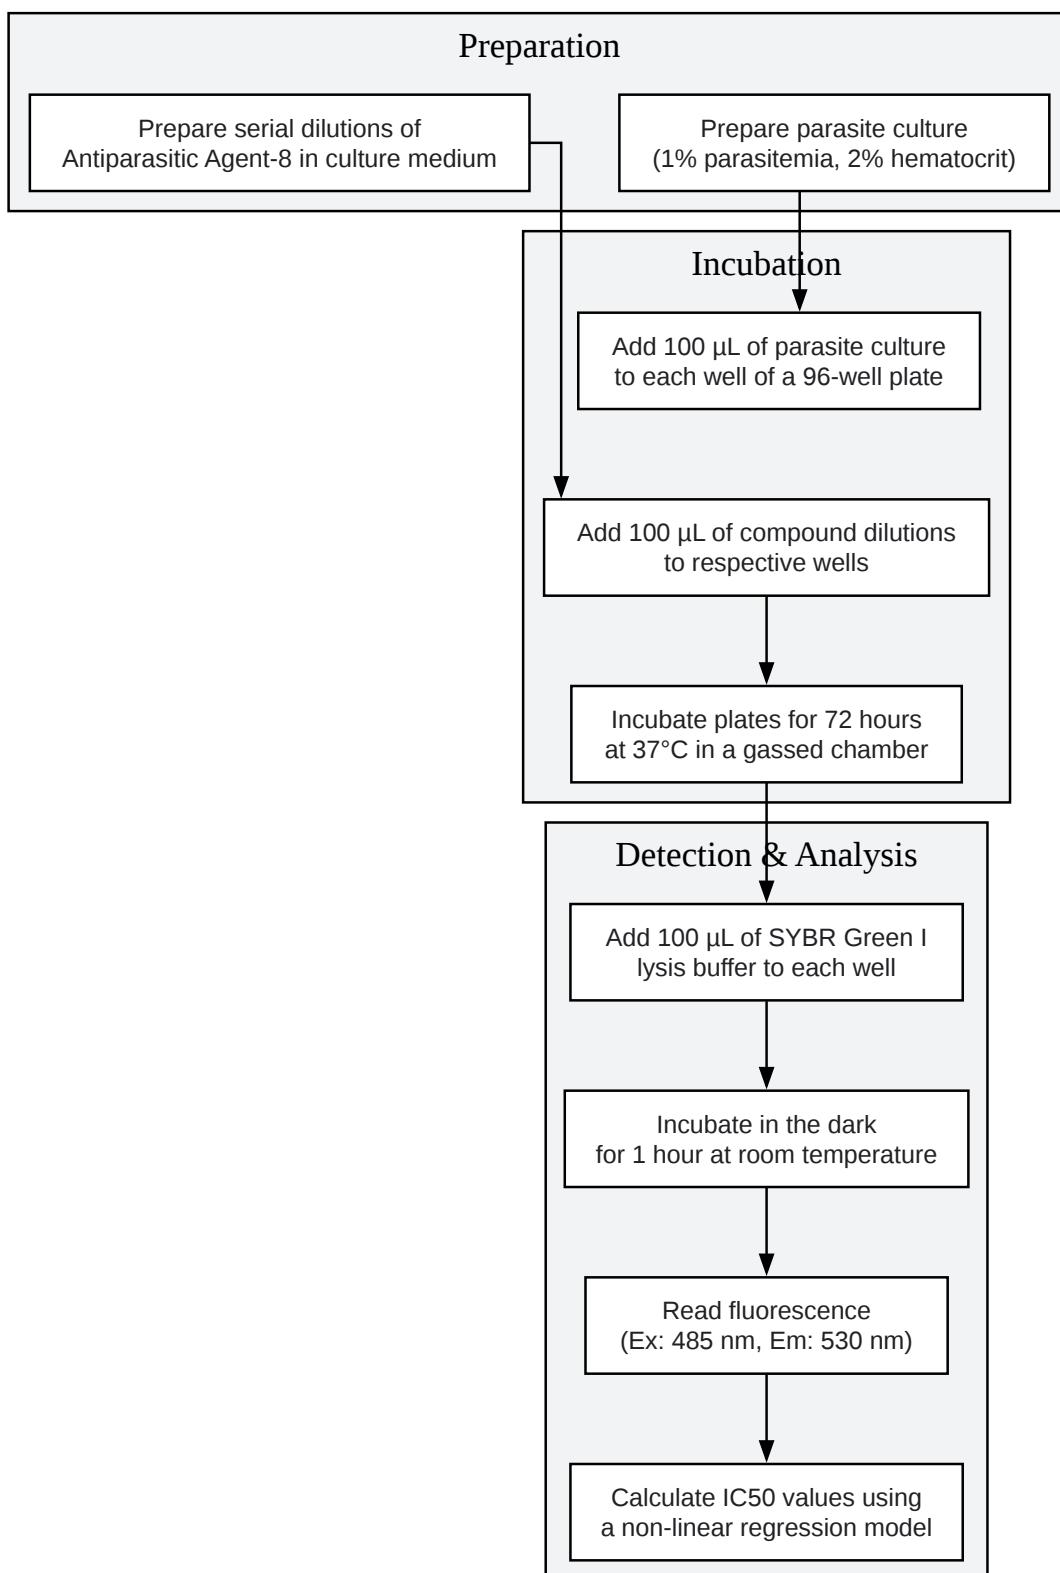 Preparation
Prepare serial dilutions of
Antiparasitic Agent-8 in culture medium
Prepare parasite culture
(1% parasitemia, 2% hematocrit)
Incubation
Add 100 µL of parasite culture
to each well of a 96-well plate
Add 100 µL of compound dilutions
to respective wells
Incubate plates for 72 hours
at 37°C in a gassed chamber
Detection & Analysis
Add 100 µL of SYBR Green I
lysis buffer to each well
Incubate in the dark
for 1 hour at room temperature
Read fluorescence
(Ex: 485 nm, Em: 530 nm)
Calculate IC50 values using
a non-linear regression model